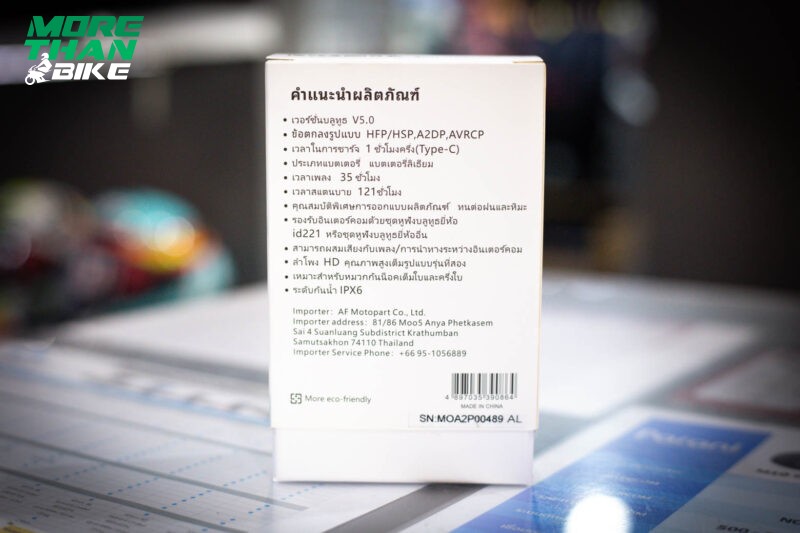 MORE
THAN
BIKE
คำแนะนำผลิตภัณฑ์
• เวอร์ชั่นบลูทูธ V5.0
• ข้อตกลงรูปแบบ HFP/HSP,A2DP,AVRCP
• เวลาในการชาร์จ 1 ชั่วโมงครึ่ง(Type-C)
• ประเภทแบตเตอรี่ แบตเตอรี่ลิเธียม
• เวลาเพลง 35 ชั่วโมง
• เวลาสแตนบาย 121ชั่วโมง
• คุณสมบัติพิเศษการออกแบบผลิตภัณฑ์ ทนต่อฝนและหิมะ
• รองรับอินเตอร์คอมด้วยชุดหูฟังบลูทูธยี่ห้อ
id221 หรือชุดหูฟังบลูทูธยี่ห้ออื่น
• สามารถผสมเสียงกับเพลง/การนำทางระหว่างอินเตอร์คอม
• ลำโพง HD คุณภาพสูงเต็มรูปแบบรุ่นที่สอง
• เหมาะสำหรับหมวกกันน็อคเต็มใบและครึ่งใบ
• ระดับกันน้ำ IPX6
Importer: AF Motopart Co., Ltd.
Importer address: 81/86 Moo5 Anya Phetkasem
Sai 4 Suanluang Subdistrict Krathumban
Samutsakhon 74110 Thailand
Importer Service Phone: +66 95-1056889
More eco-friendly
4 897035 390864
MADE IN CHINA
SN:MOA2P00489 AL